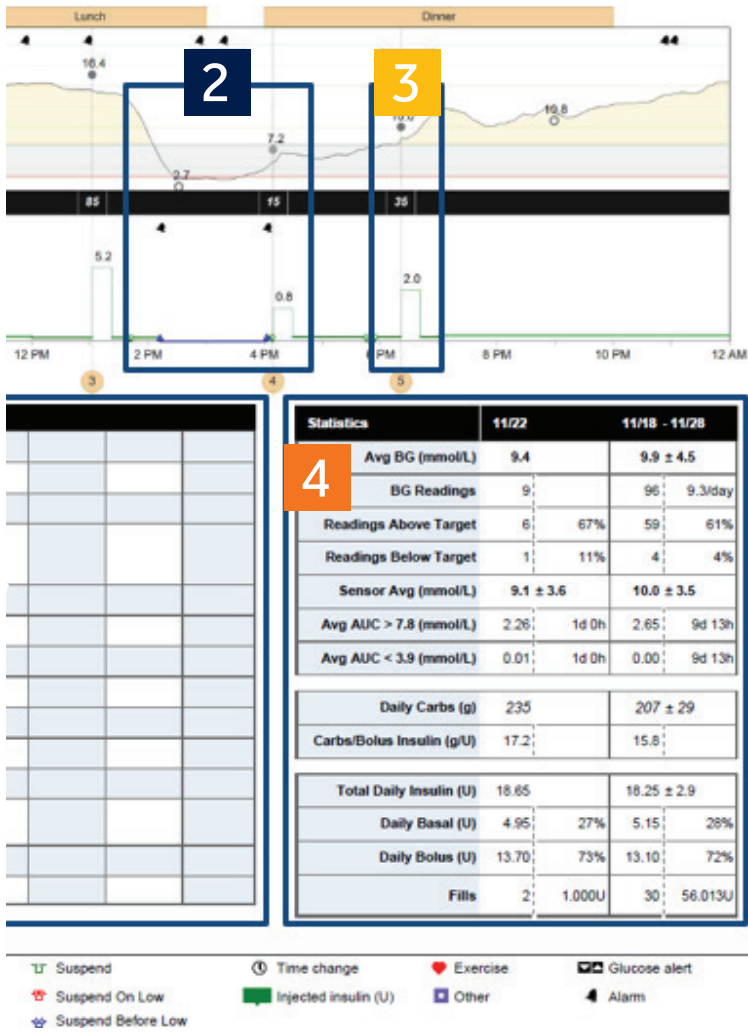 Lunch Dinner
16.4
2
3
7.2
10.8
2.7
85 15 35
5.2
0.8
2.0
12 PM 2 PM 4 PM PM 8 PM 10 PM 12 AM
3 4 5
4
Statistics 11/22 11/18 - 11/28
Avg BG (mmol/L) 9.4 9.9 ± 4.5
BG Readings 9 96 9.3/day
Readings Above Target 6 67% 59 61%
Readings Below Target 1 11% 4 4%
Sensor Avg (mmol/L) 9.1 ± 3.6 10.0 ± 3.5
Avg AUC > 7.8 (mmol/L) 2.26 1d 0h 2.65 9d 13h
Avg AUC < 3.9 (mmol/L) 0.01 1d 0h 0.00 9d 13h
Daily Carbs (g) 235 207 ± 29
Carbs/Bolus Insulin (g/U) 17.2 15.8
Total Daily Insulin (U) 18.65 18.25 ± 2.9
Daily Basal (U) 4.95 27% 5.15 28%
Daily Bolus (U) 13.70 73% 13.10 72%
Fills 2 1.000U 30 56.013U
Suspend Time change Exercise Glucose alert
Suspend On Low Injected insulin (U) Other Alarm
Suspend Before Low